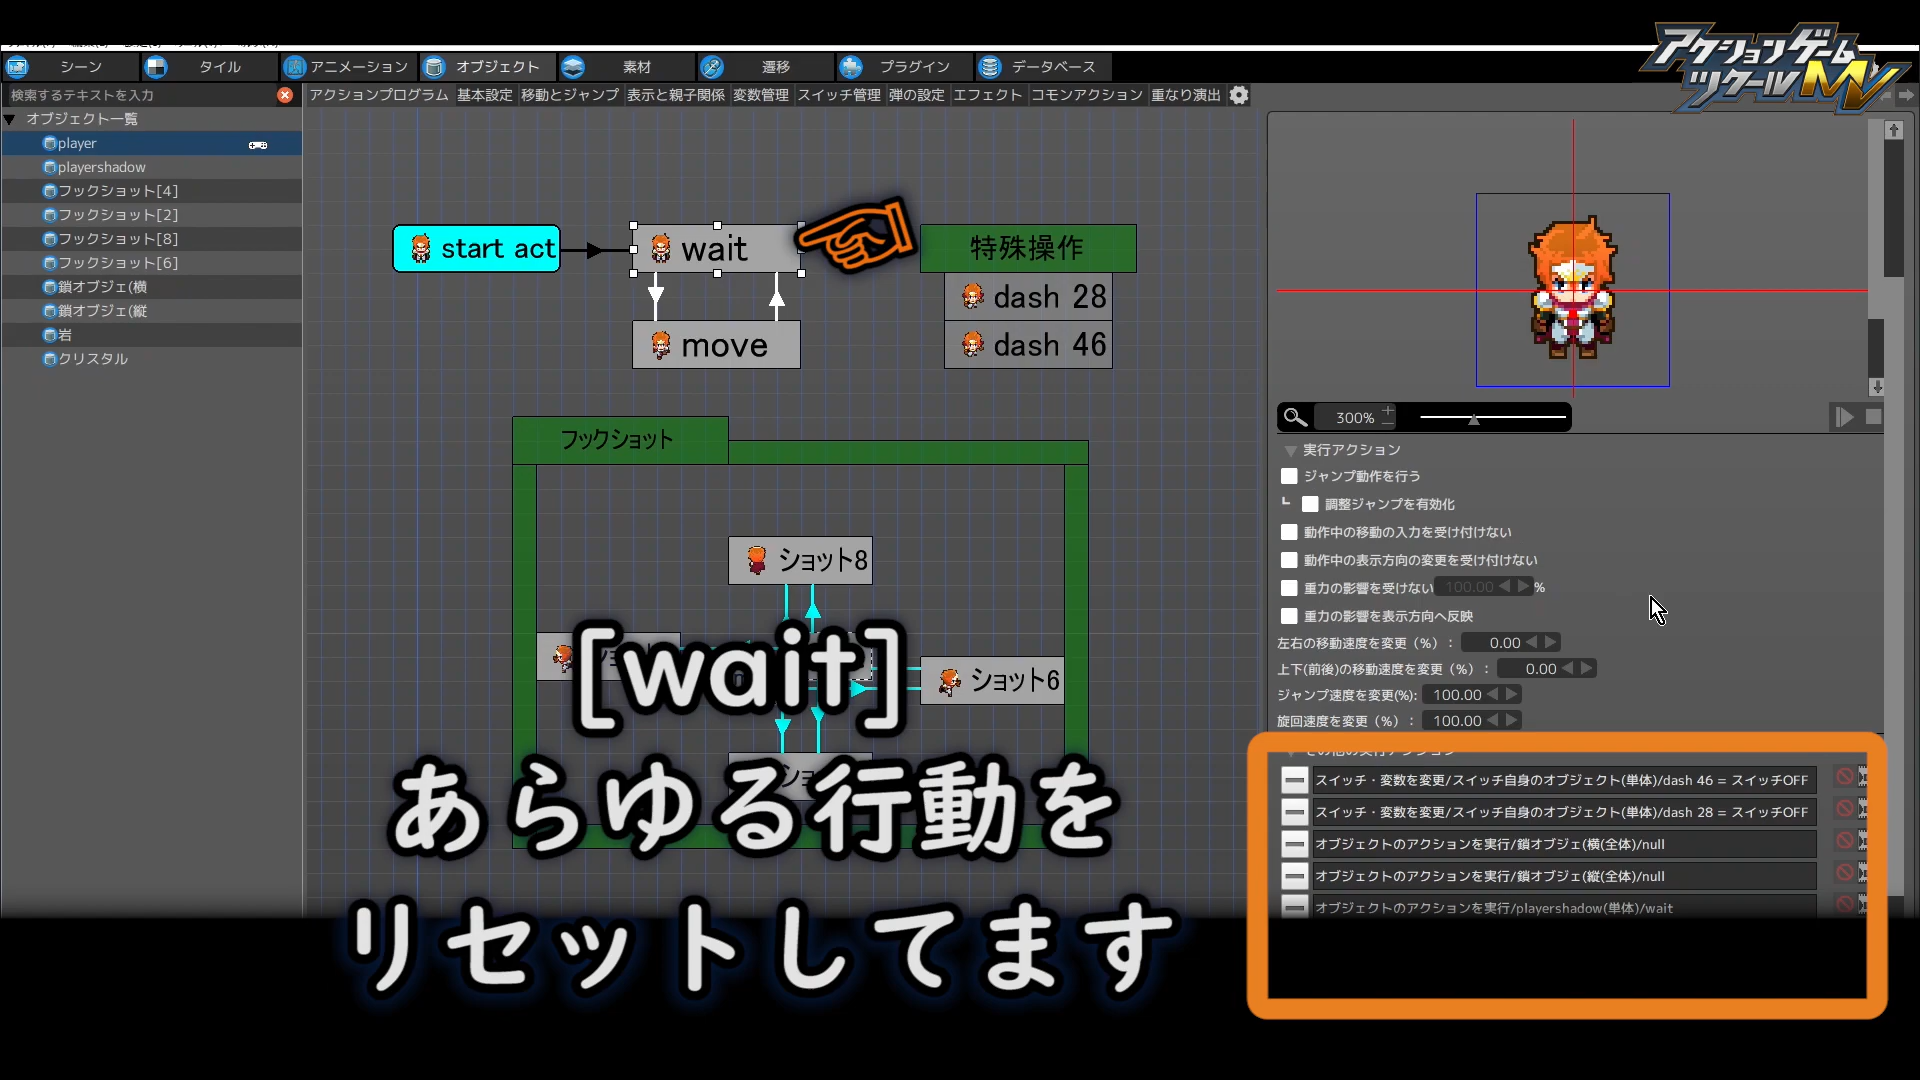 アクションゲーム
ツクールMV
シーン
タイル
アニメーション
オブジェクト
素材
遷移
プラグイン
データベース
検索するテキストを入力
アクションプログラム 基本設定 移動とジャンプ 表示と親子関係 変数管理 スイッチ管理 弾の設定 エフェクト コモンアクション 重なり演出
オブジェクト一覧
player
playershadow
フックショット[4]
フックショット[2]
フックショット[8]
フックショット[6]
鎖オブジェ(横
鎖オブジェ(縦
岩
クリスタル
start act
wait
move
特殊操作
dash 28
dash 46
フックショット
ショット8
ショット6
[wait]
あらゆる行動を
リセットしてます
300%
実行アクション
ジャンプ動作を行う
調整ジャンプを有効化
動作中の移動の入力を受け付けない
動作中の表示方向の変更を受け付けない
重力の影響を受けない 100.00 %
重力の影響を表示方向へ反映
左右の移動速度を変更（%）： 0.00
上下(前後)の移動速度を変更（%）： 0.00
ジャンプ速度を変更(%): 100.00
旋回速度を変更（%）： 100.00
その他の実行アクション
スイッチ・変数を変更/スイッチ自身のオブジェクト(単体)/dash 46 = スイッチOFF
スイッチ・変数を変更/スイッチ自身のオブジェクト(単体)/dash 28 = スイッチOFF
オブジェクトのアクションを実行/鎖オブジェ(横(全体)/null
オブジェクトのアクションを実行/鎖オブジェ(縦(全体)/null
オブジェクトのアクションを実行/playershadow(単体)/wait